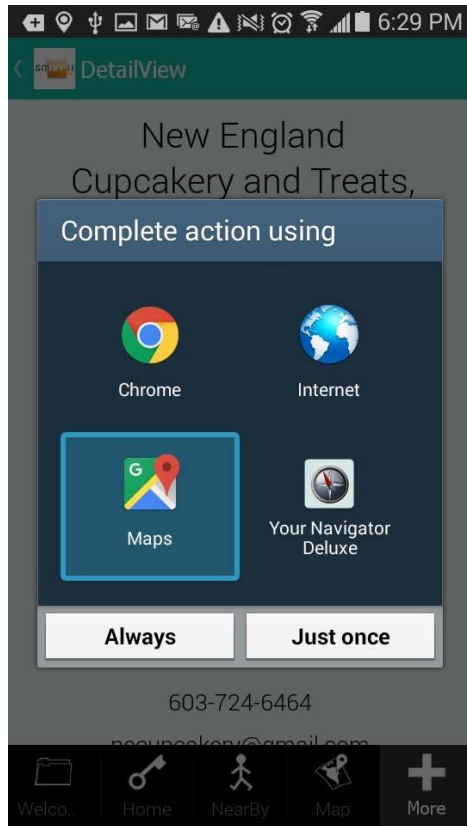 6:29 PM
DetailView
New England
Cupcakery and Treats,
Complete action using
Chrome
Internet
G
Maps
Your Navigator
Deluxe
Always
Just once
603-724-6464
Welco..
Home
NearBy
Map
More